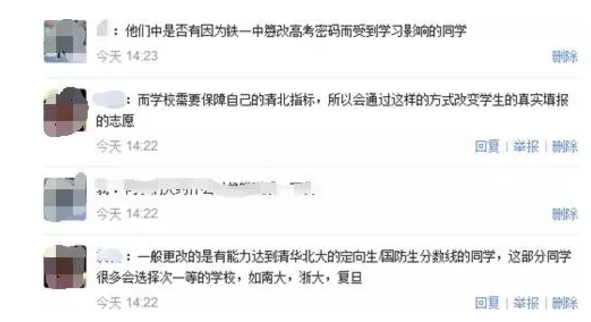 ：他们中是否有因为铁一中篡改高考密码而受到学习影响的同学
今天 14:23
删除
：而学校需要保障自己的清北指标，所以会通过这样的方式改变学生的真实填报
的志愿
今天 14:22
回复 | 举报 | 删除
今天 14:22
删除
：一般更改的是有能力达到清华北大的定向生/国防生分数线的同学，这部分同学
很多会选择次一等的学校，如南大，浙大，复旦
今天 14:22
回复 | 举报 | 删除